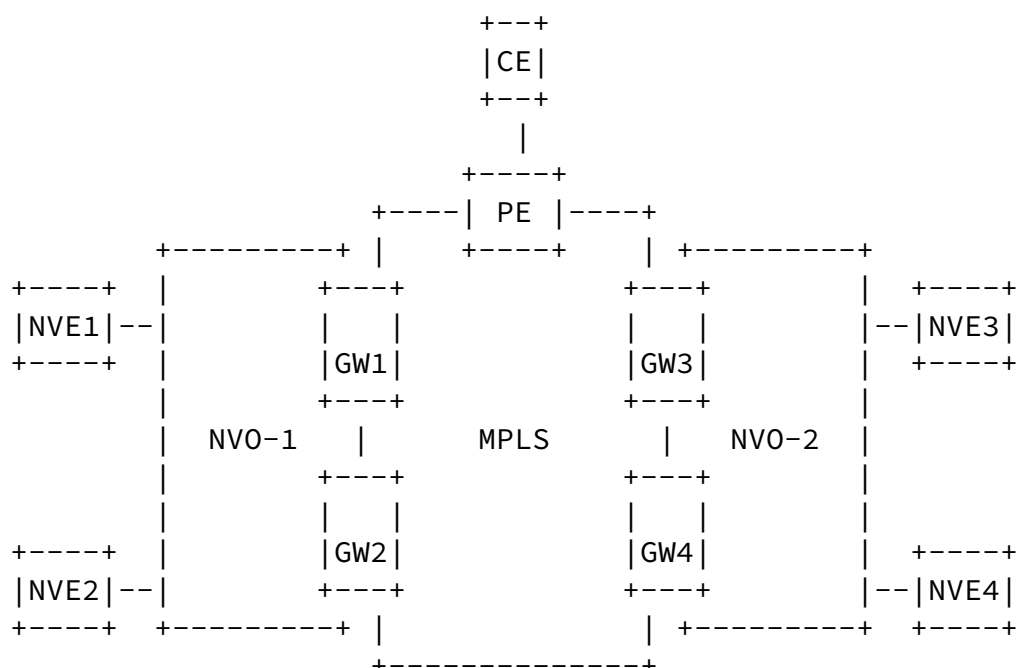 CE
PE
NVE1 NVE3
GW1 GW3
NVO-1 MPLS NVO-2
GW2 GW4
NVE2 NVE4